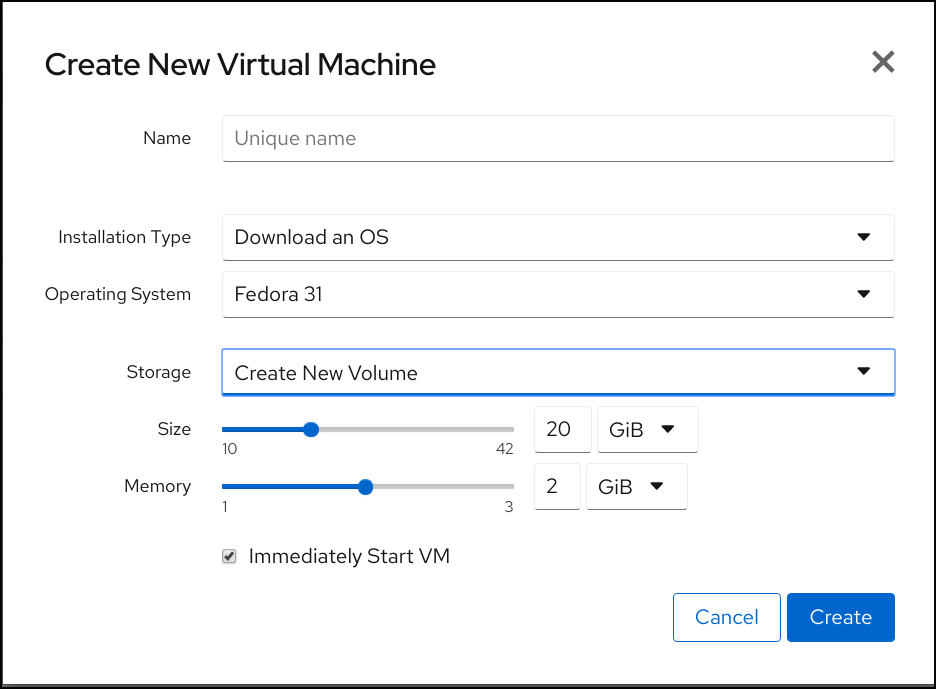 Create New Virtual Machine
Name Unique name
Installation Type Download an OS
Operating System Fedora 31
Storage Create New Volume
Size 20 GiB
10 42
Memory 2 GiB
1 3
Immediately Start VM
Cancel Create